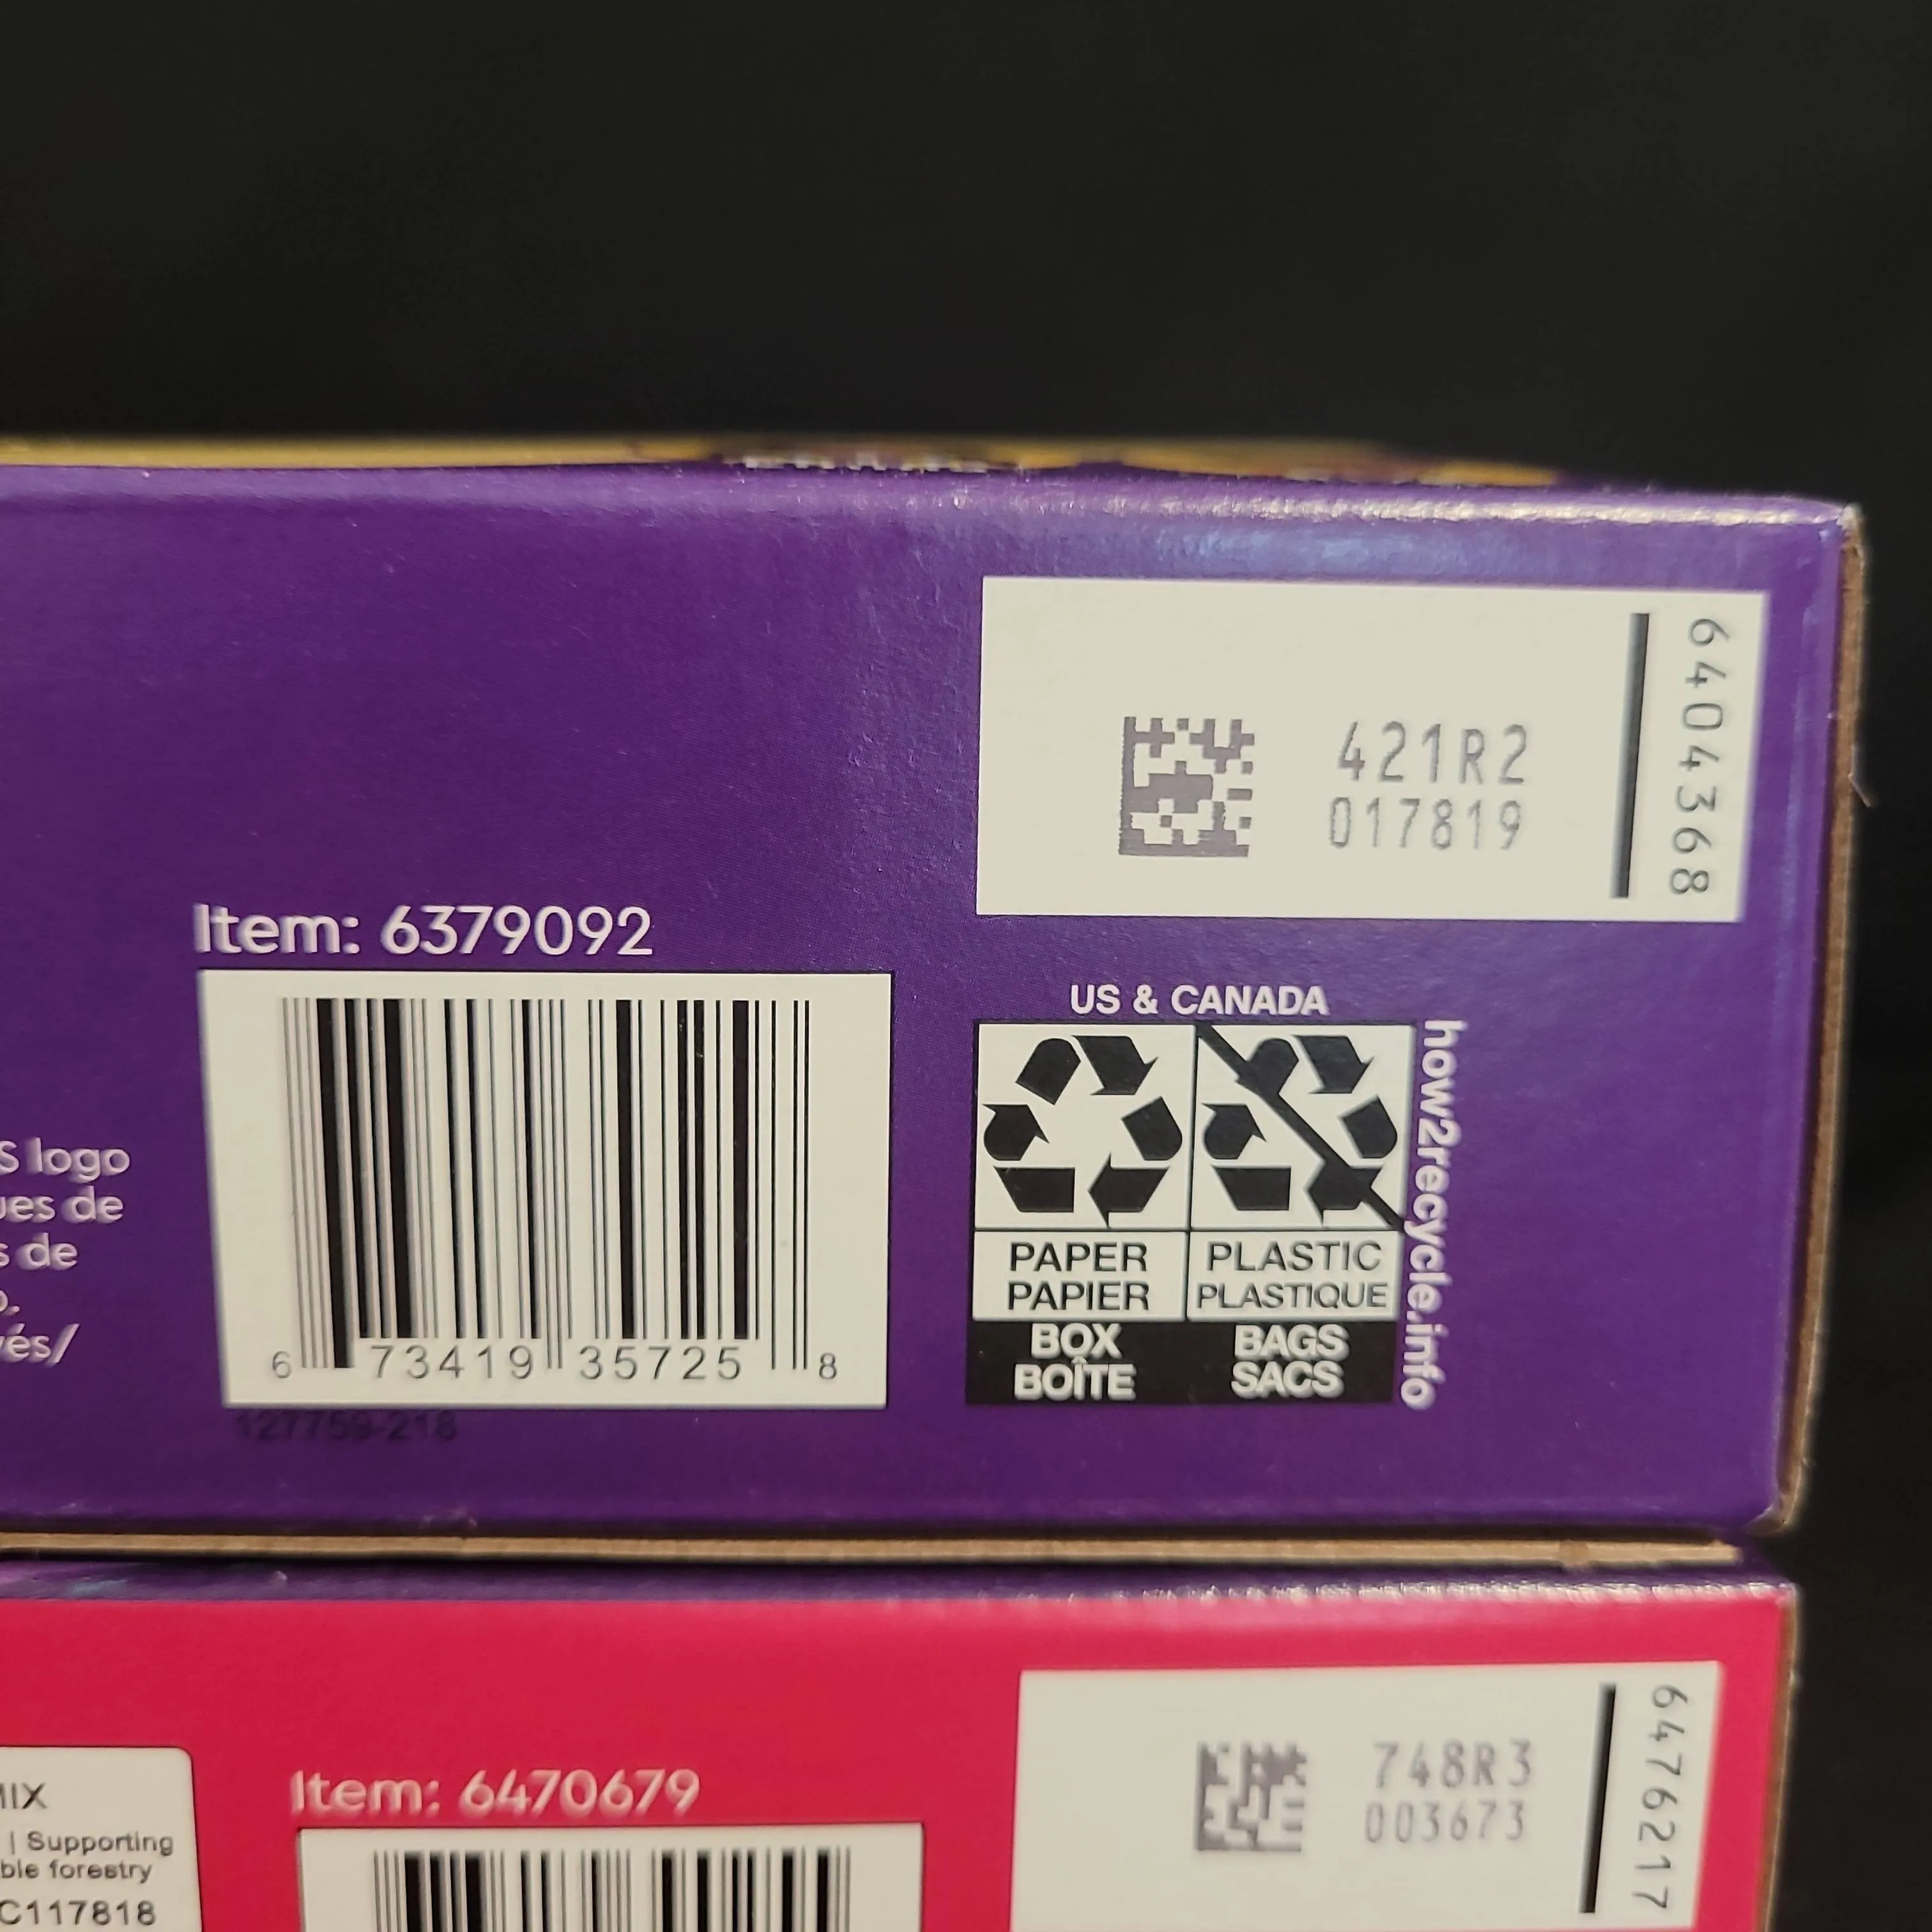 421R2
017819
6404368
Item: 6379092
6 73419 35725 8
127759-218
US & CANADA
PAPER
PAPIER
BOX
BOÎTE
PLASTIC
PLASTIQUE
BAGS
SACS
how2recycle.info
S logo
ues de
s de
vés/
748R3
003673
6476217
Item: 6470679
MIX
| Supporting
ble forestry
C117818